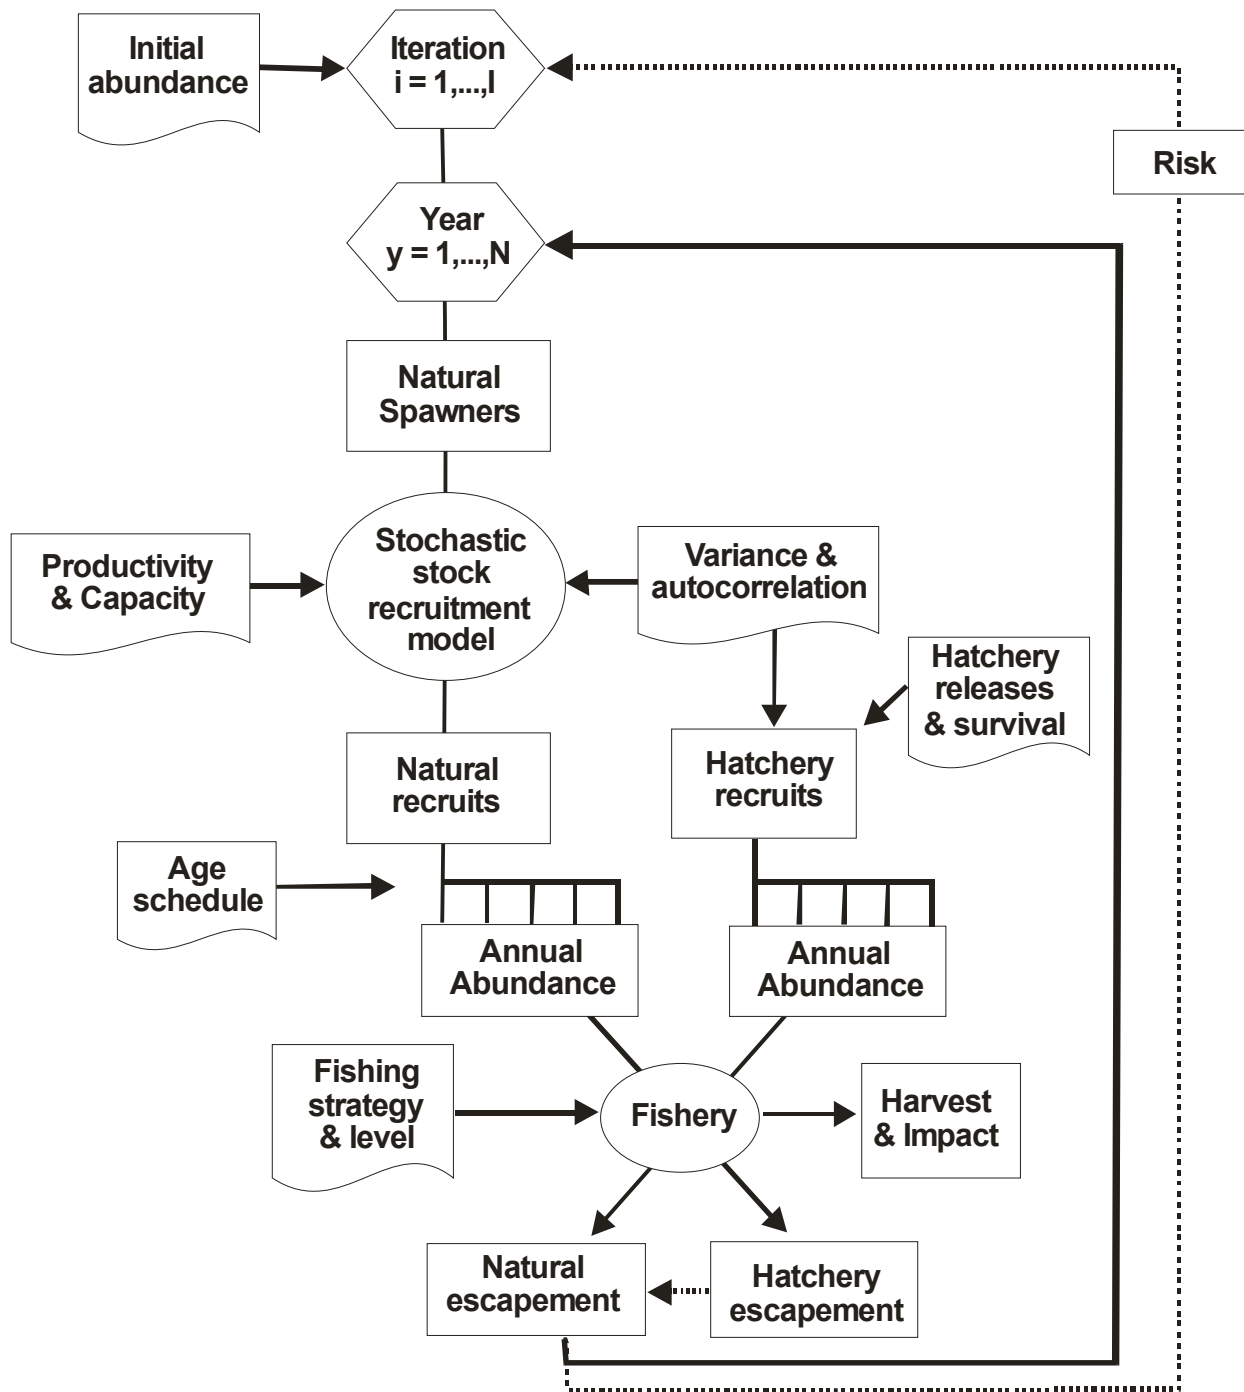 Initial
abundance
Iteration
i = 1,...,I
Risk
Year
y = 1,...,N
Natural
Spawners
Productivity
& Capacity
Stochastic
stock
recruitment
model
Variance &
autocorrelation
Hatchery
releases
& survival
Natural
recruits
Hatchery
recruits
Age
schedule
Annual
Abundance
Annual
Abundance
Fishing
strategy
& level
Fishery
Harvest
& Impact
Natural
escapement
Hatchery
escapement